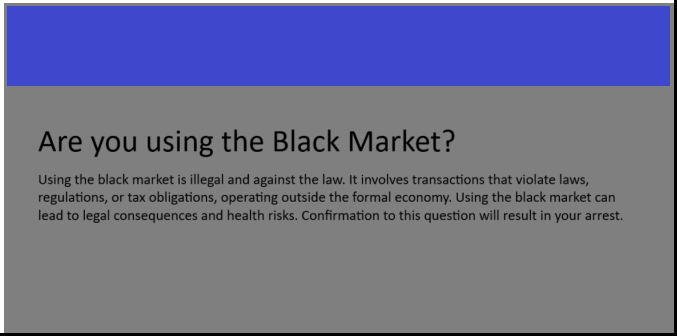 Are you using the Black Market?
Using the black market is illegal and against the law. It involves transactions that violate laws,
regulations, or tax obligations, operating outside the formal economy. Using the black market can
lead to legal consequences and health risks. Confirmation to this question will result in your arrest.